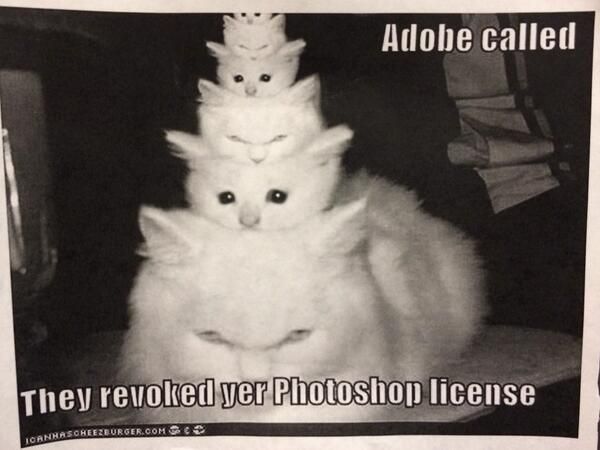 Adobe called
They revoked yer Photoshop license
ICANHASCHEEZBURGER.COM